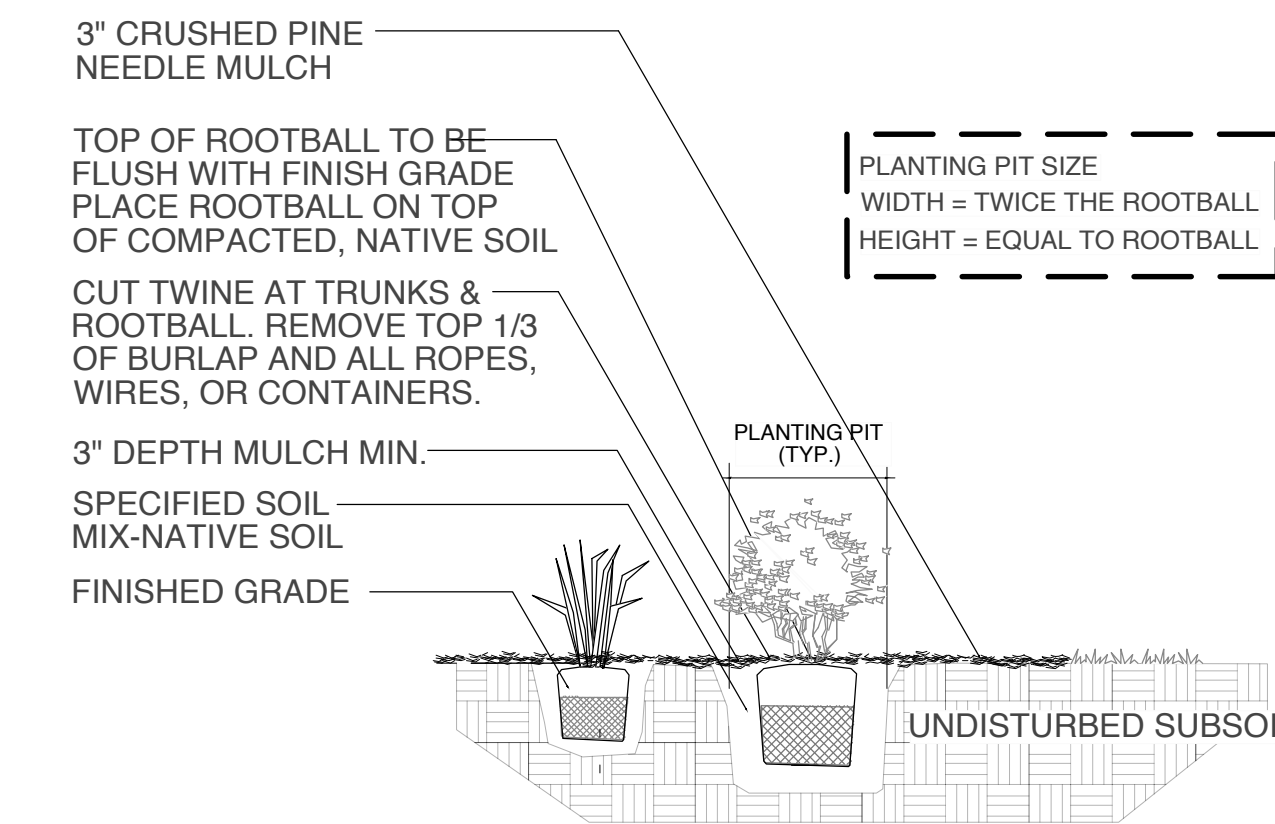 3" CRUSHED PINE
NEEDLE MULCH
TOP OF ROOTBALL TO BE
FLUSH WITH FINISH GRADE
PLACE ROOTBALL ON TOP
OF COMPACTED, NATIVE SOIL
CUT TWINE AT TRUNKS &
ROOTBALL. REMOVE TOP 1/3
OF BURLAP AND ALL ROPES,
WIRES, OR CONTAINERS.
3" DEPTH MULCH MIN.
SPECIFIED SOIL
MIX-NATIVE SOIL
FINISHED GRADE
PLANTING PIT SIZE
WIDTH = TWICE THE ROOTBALL
HEIGHT = EQUAL TO ROOTBALL
PLANTING PIT
(TYP.)
UNDISTURBED SUBSOI